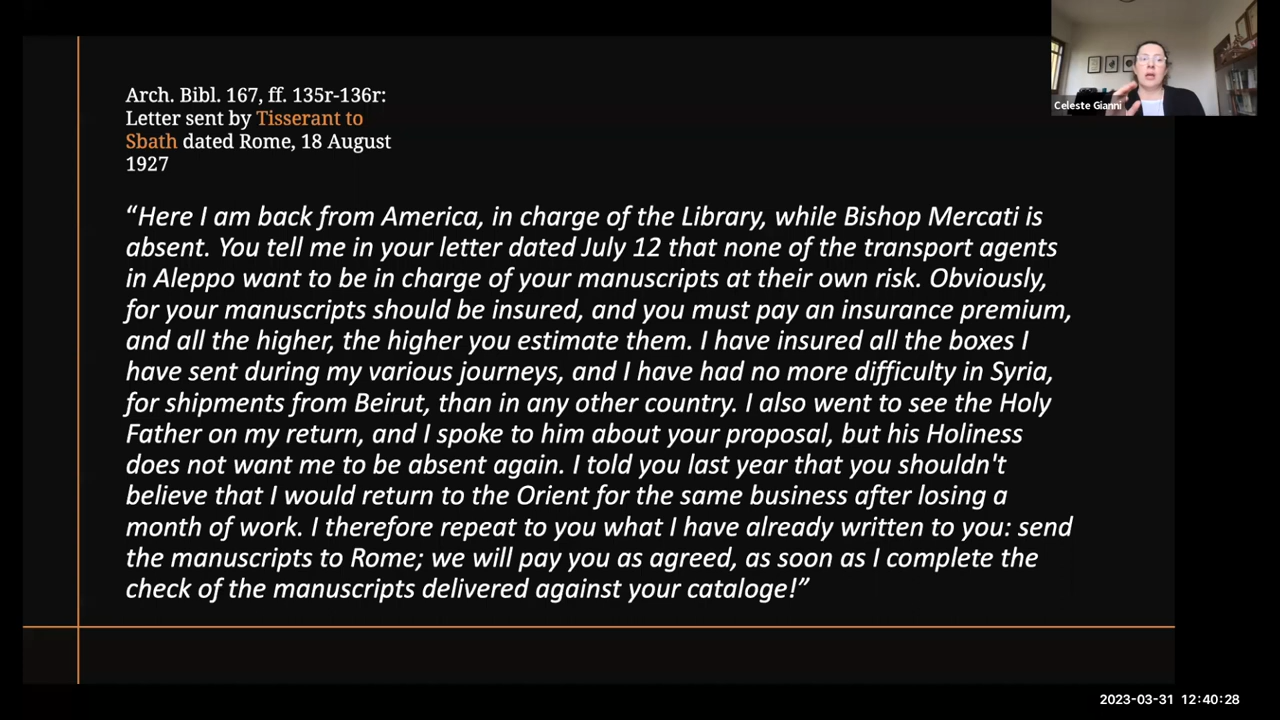 Arch. Bibl. 167, ff. 135r-136r:
Letter sent by Tisserant to
Sbath dated Rome, 18 August
1927
“Here I am back from America, in charge of the Library, while Bishop Mercati is
absent. You tell me in your letter dated July 12 that none of the transport agents
in Aleppo want to be in charge of your manuscripts at their own risk. Obviously,
for your manuscripts should be insured, and you must pay an insurance premium,
and all the higher, the higher you estimate them. I have insured all the boxes I
have sent during my various journeys, and I have had no more difficulty in Syria,
for shipments from Beirut, than in any other country. I also went to see the Holy
Father on my return, and I spoke to him about your proposal, but his Holiness
does not want me to be absent again. I told you last year that you shouldn't
believe that I would return to the Orient for the same business after losing a
month of work. I therefore repeat to you what I have already written to you: send
the manuscripts to Rome; we will pay you as agreed, as soon as I complete the
check of the manuscripts delivered against your cataloge!”
Celeste Gianni
2023-03-31 12:40:28